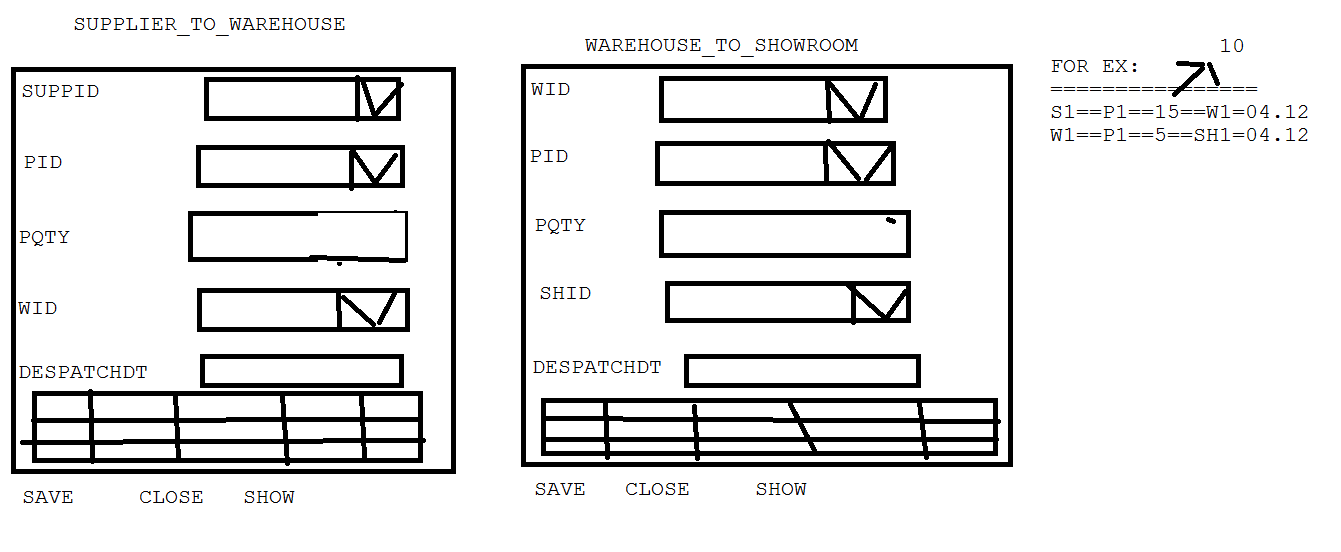 SUPPLIER_TO_WAREHOUSE
SUPPID
PID
PQTY
WID
DESPATCHDT
SAVE CLOSE SHOW
WAREHOUSE_TO_SHOWROOM
WID
PID
PQTY
SHID
DESPATCHDT
SAVE CLOSE SHOW
10
FOR EX:
================
S1==P1==15==W1=04.12
W1==P1==5==SH1=04.12